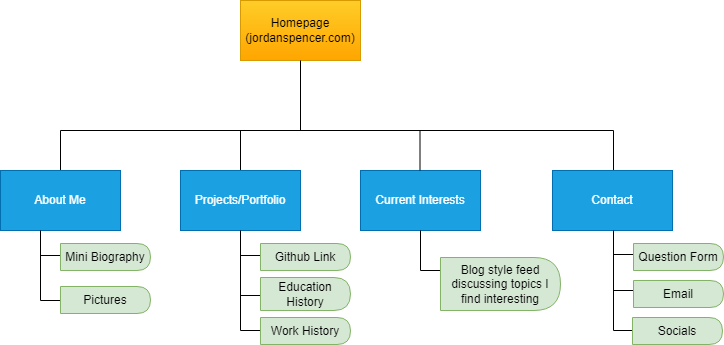 Homepage
(jordanspencer.com)
About Me
Projects/Portfolio
Current Interests
Contact
Mini Biography
Pictures
Github Link
Education
History
Work History
Blog style feed
discussing topics I
find interesting
Question Form
Email
Socials